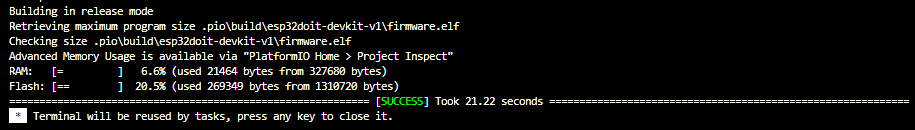 Building in release mode
Retrieving maximum program size .pio\build\esp32doit-devkit-v1\firmware.elf
Checking size .pio\build\esp32doit-devkit-v1\firmware.elf
Advanced Memory Usage is available via "PlatformIO Home > Project Inspect"
RAM:   [=         ]   6.6% (used 21464 bytes from 327680 bytes)
Flash: [==        ]  20.5% (used 269349 bytes from 1310720 bytes)
========================================================== [SUCCESS] Took 21.22 seconds ==========================================================
* Terminal will be reused by tasks, press any key to close it.